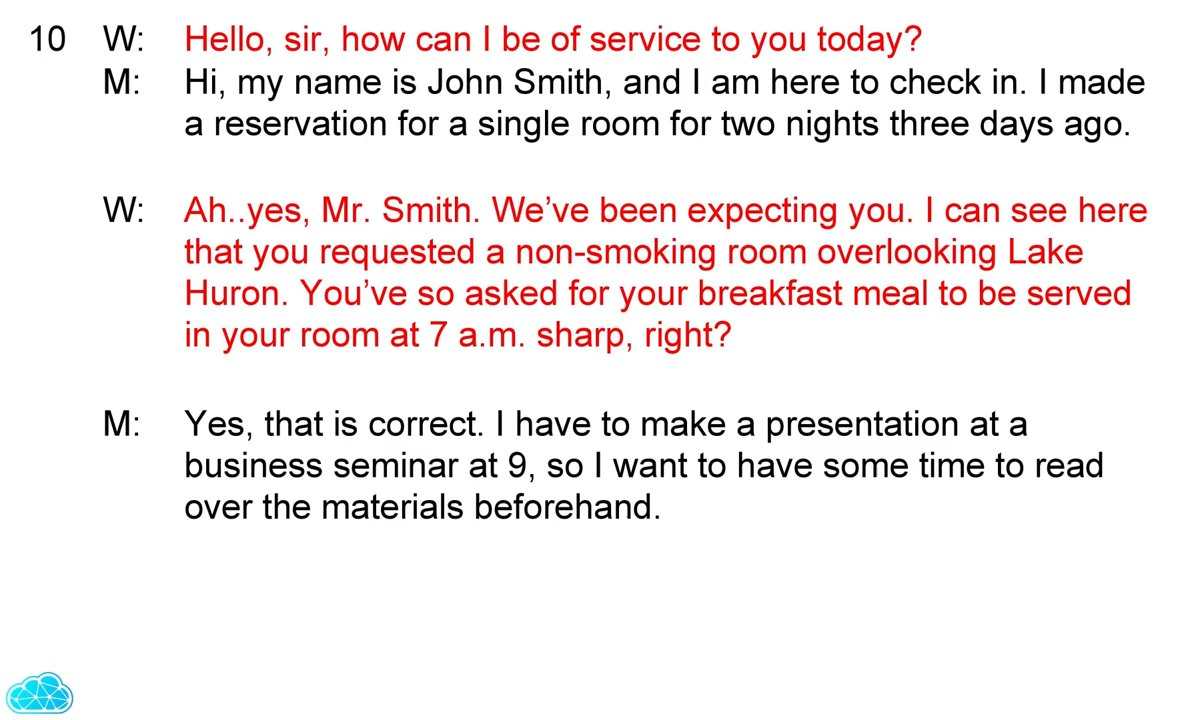 10 W: Hello, sir, how can I be of service to you today?
M: Hi, my name is John Smith, and I am here to check in. I made
a reservation for a single room for two nights three days ago.
W: Ah..yes, Mr. Smith. We’ve been expecting you. I can see here
that you requested a non-smoking room overlooking Lake
Huron. You’ve so asked for your breakfast meal to be served
in your room at 7 a.m. sharp, right?
M: Yes, that is correct. I have to make a presentation at a
business seminar at 9, so I want to have some time to read
over the materials beforehand.